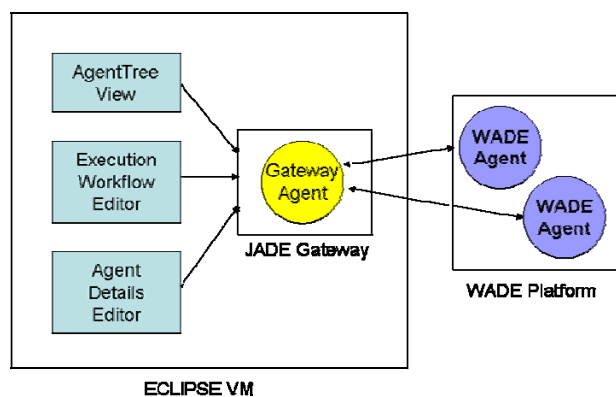 AgentTree
View
Execution
Workflow
Editor
Agent
Details
Editor
Gateway
Agent
JADE Gateway
WADE
Agent
WADE
Agent
WADE Platform
ECLIPSE VM